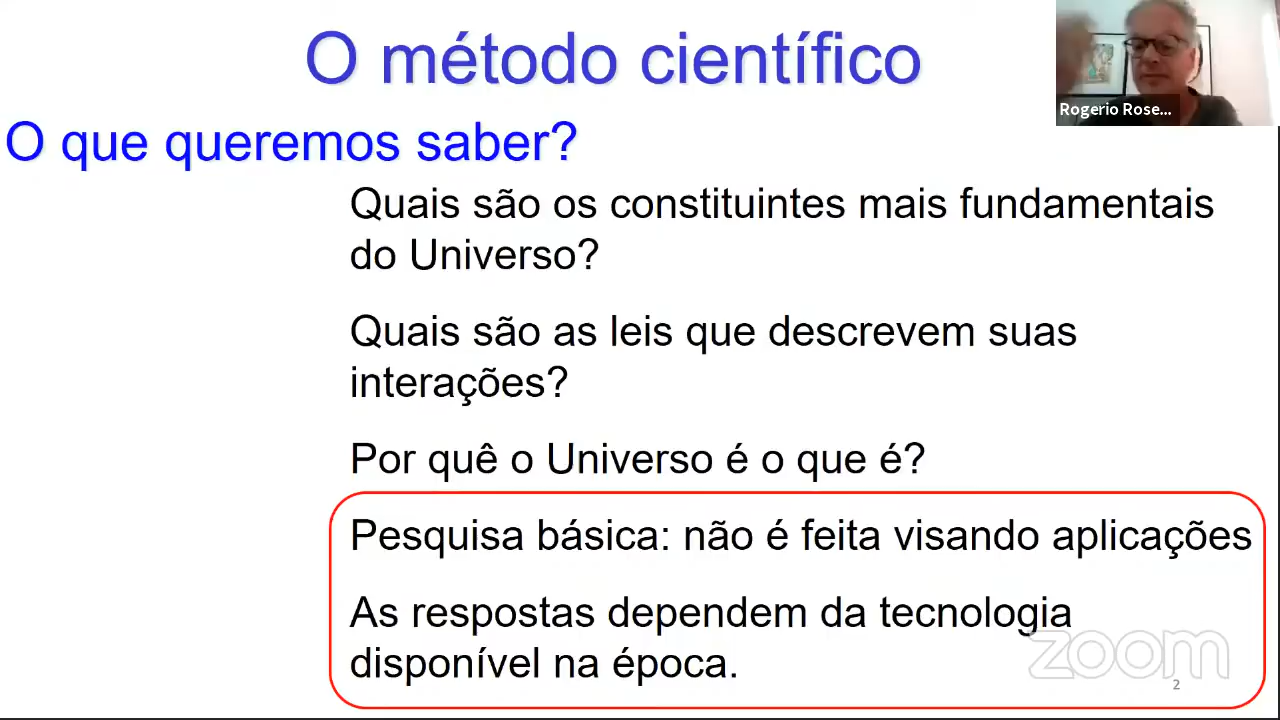 O método científico
Rogerio Rose...
O que queremos saber?
Quais são os constituintes mais fundamentais
do Universo?
Quais são as leis que descrevem suas
interações?
Por quê o Universo é o que é?
Pesquisa básica: não é feita visando aplicações
As respostas dependem da tecnologia
disponível na época.
zoom
2